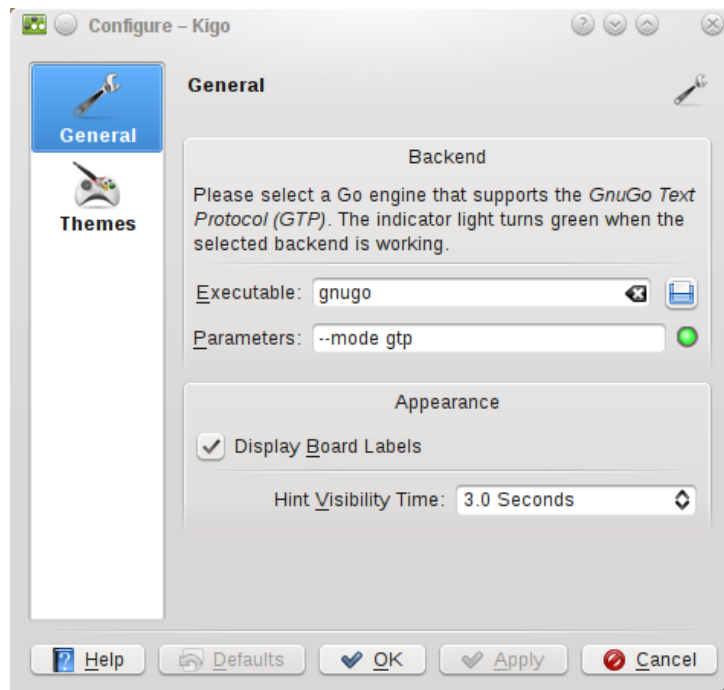 Configure – Kigo
General
Themes
General
Backend
Please select a Go engine that supports the GnuGo Text
Protocol (GTP). The indicator light turns green when the
selected backend is working.
Executable: gnugo
Parameters: --mode gtp
Appearance
Display Board Labels
Hint Visibility Time: 3.0 Seconds
Help Defaults OK Apply Cancel